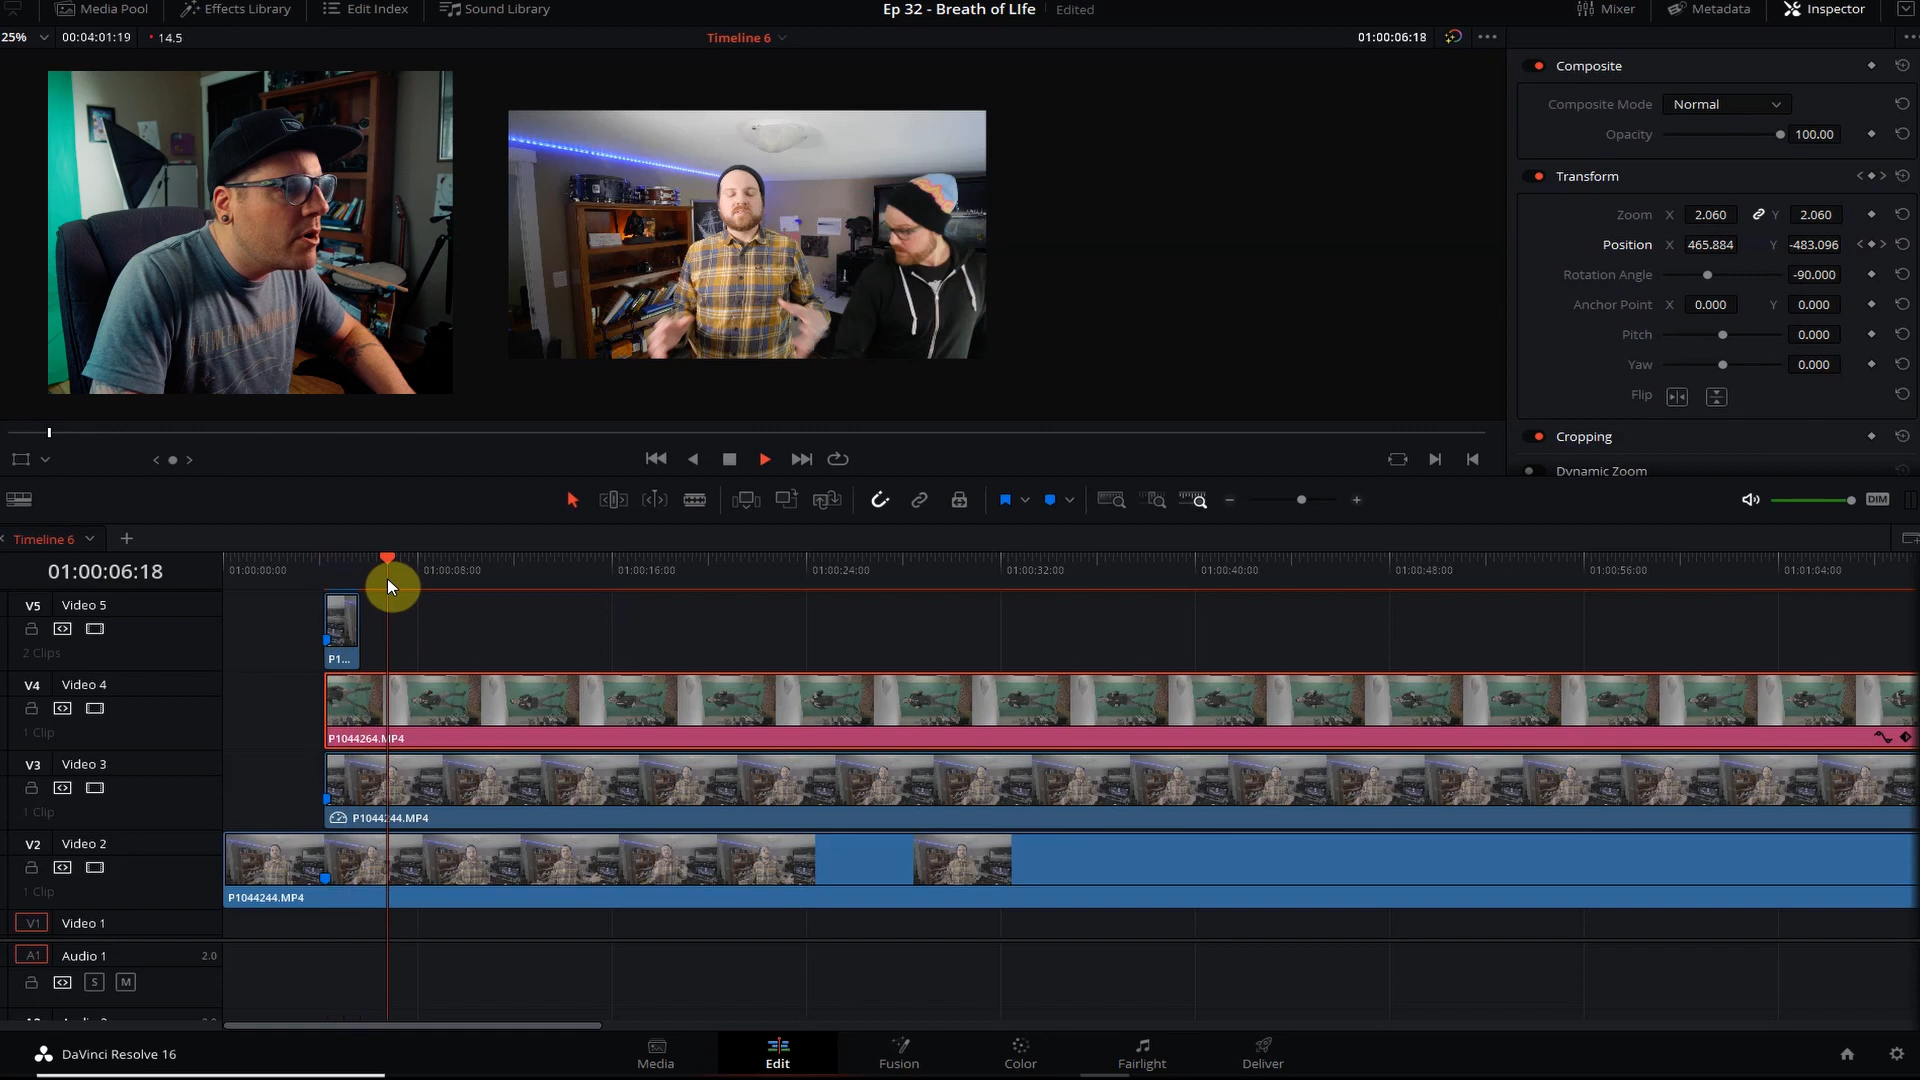 Media Pool Effects Library Edit Index Sound Library Ep 32 - Breath of LIfe Edited Mixer Metadata Inspector
25% 00:04:01:19 14.5 Timeline 6 01:00:06:18
Composite
Composite Mode Normal
Opacity 100.00
Transform
Zoom X 2.060 Y 2.060
Position X 465.884 Y -483.096
Rotation Angle -90.000
Anchor Point X 0.000 Y 0.000
Pitch 0.000
Yaw 0.000
Flip
Cropping
Dynamic Zoom
DIM
Timeline 6
01:00:06:18 01:00:00:00 01:00:08:00 01:00:16:00 01:00:24:00 01:00:32:00 01:00:40:00 01:00:48:00 01:00:56:00 01:01:04:00
V5 Video 5
2 Clips
P1...
V4 Video 4
1 Clip
P1044264.MP4
V3 Video 3
1 Clip
P1044244.MP4
V2 Video 2
1 Clip
P1044244.MP4
V1 Video 1
A1 Audio 1 2.0
S M
DaVinci Resolve 16 Media Edit Fusion Color Fairlight Deliver